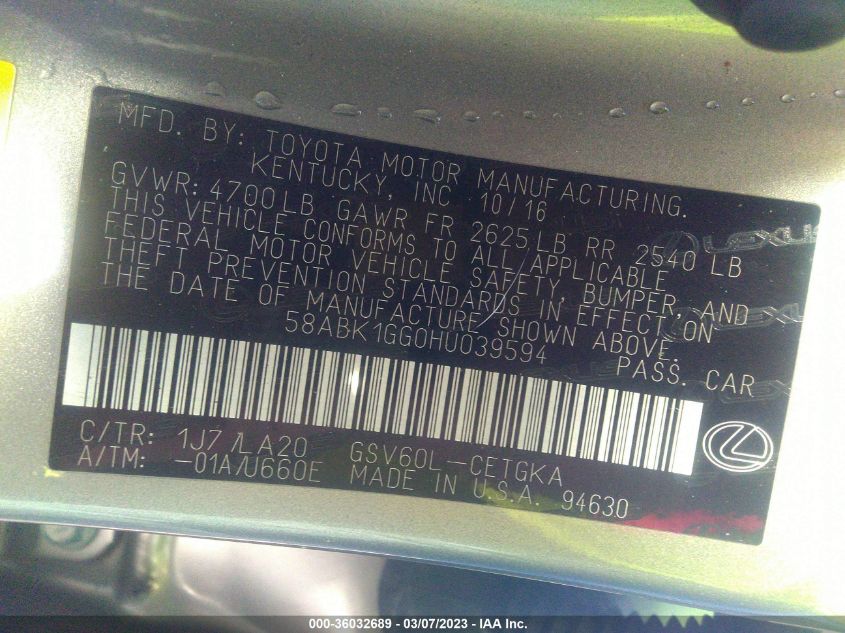 MFD. BY: TOYOTA MOTOR MANUFACTURING.
KENTUCKY, INC 10/16
GVWR: 4700LB GAWR FR 2625LB RR 2540 LB
THIS VEHICLE CONFORMS TO ALL APPLICABLE
FEDERAL MOTOR VEHICLE SAFETY, BUMPER, AND
THEFT PREVENTION STANDARDS IN EFFECT ON
THE DATE OF MANUFACTURE SHOWN ABOVE.
58ABK1GG0HU039594 PASS. CAR
C/TR: 1J7 /LA20 GSV60L-CETGKA
A/TM: -01A/U660E MADE IN U.S.A. 94630
000-36032689 - 03/07/2023 - IAA Inc.